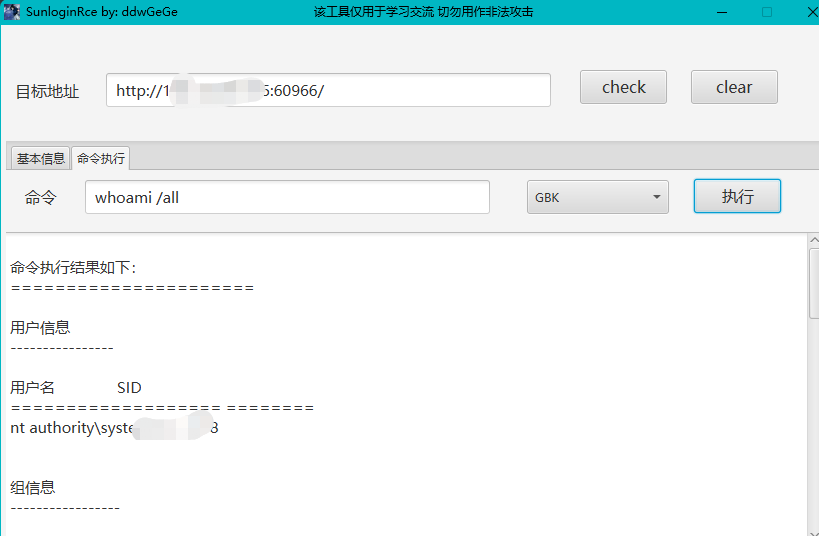 SunloginRce by: ddwGeGe 该工具仅用于学习交流 切勿用作非法攻击
目标地址 http://1 5:60966/ check clear
基本信息 命令执行
命令 whoami /all GBK 执行
命令执行结果如下:
======================
用户信息
----------------
用户名 SID
=================== ========
nt authority\syste 8
组信息
-----------------